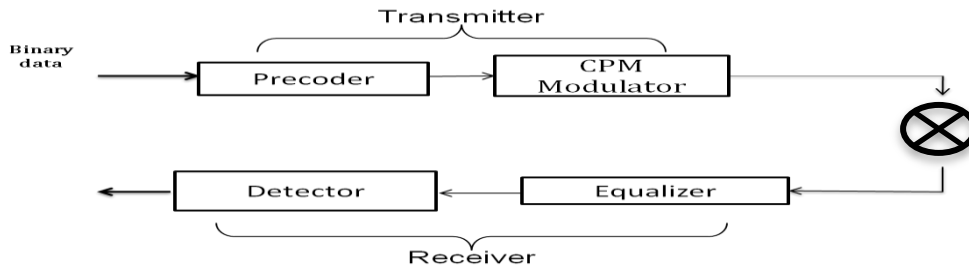 Transmitter
Binary
data
Precoder
CPM
Modulator
Detector
Equalizer
Receiver